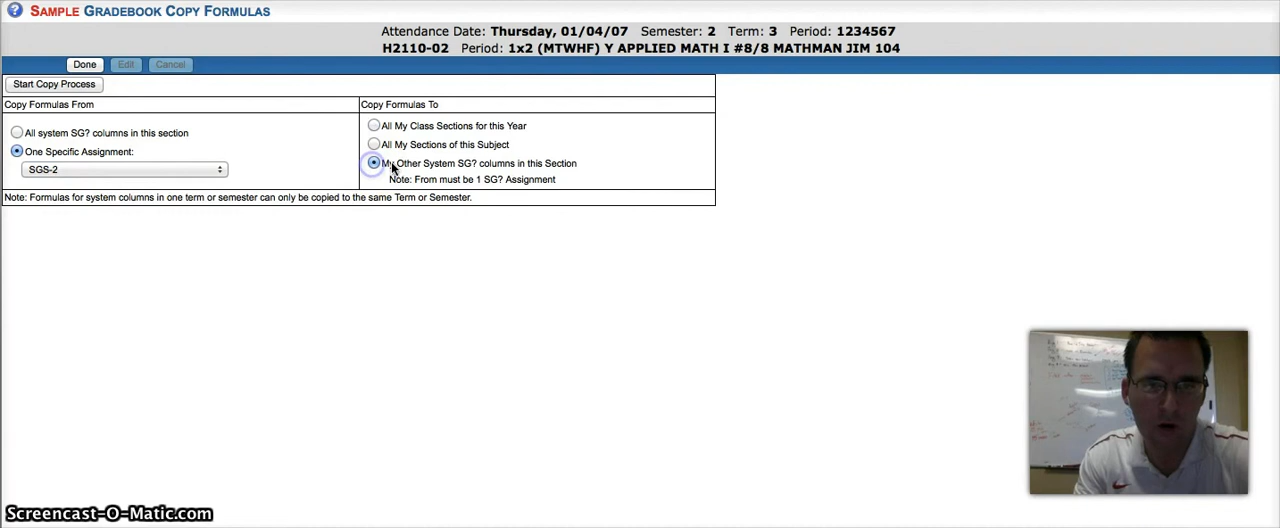 ? SAMPLE GRADEBOOK COPY FORMULAS
Attendance Date: Thursday, 01/04/07 Semester: 2 Term: 3 Period: 1234567
H2110-02 Period: 1x2 (MTWHF) Y APPLIED MATH I #8/8 MATHMAN JIM 104
Done Edit Cancel
Start Copy Process
Copy Formulas From
Copy Formulas To
All system SG? columns in this section
One Specific Assignment:
SGS-2
All My Class Sections for this Year
All My Sections of this Subject
My Other System SG? columns in this Section
Note: From must be 1 SG? Assignment
Note: Formulas for system columns in one term or semester can only be copied to the same Term or Semester.
SCREENCAST-O-MATIC.COM